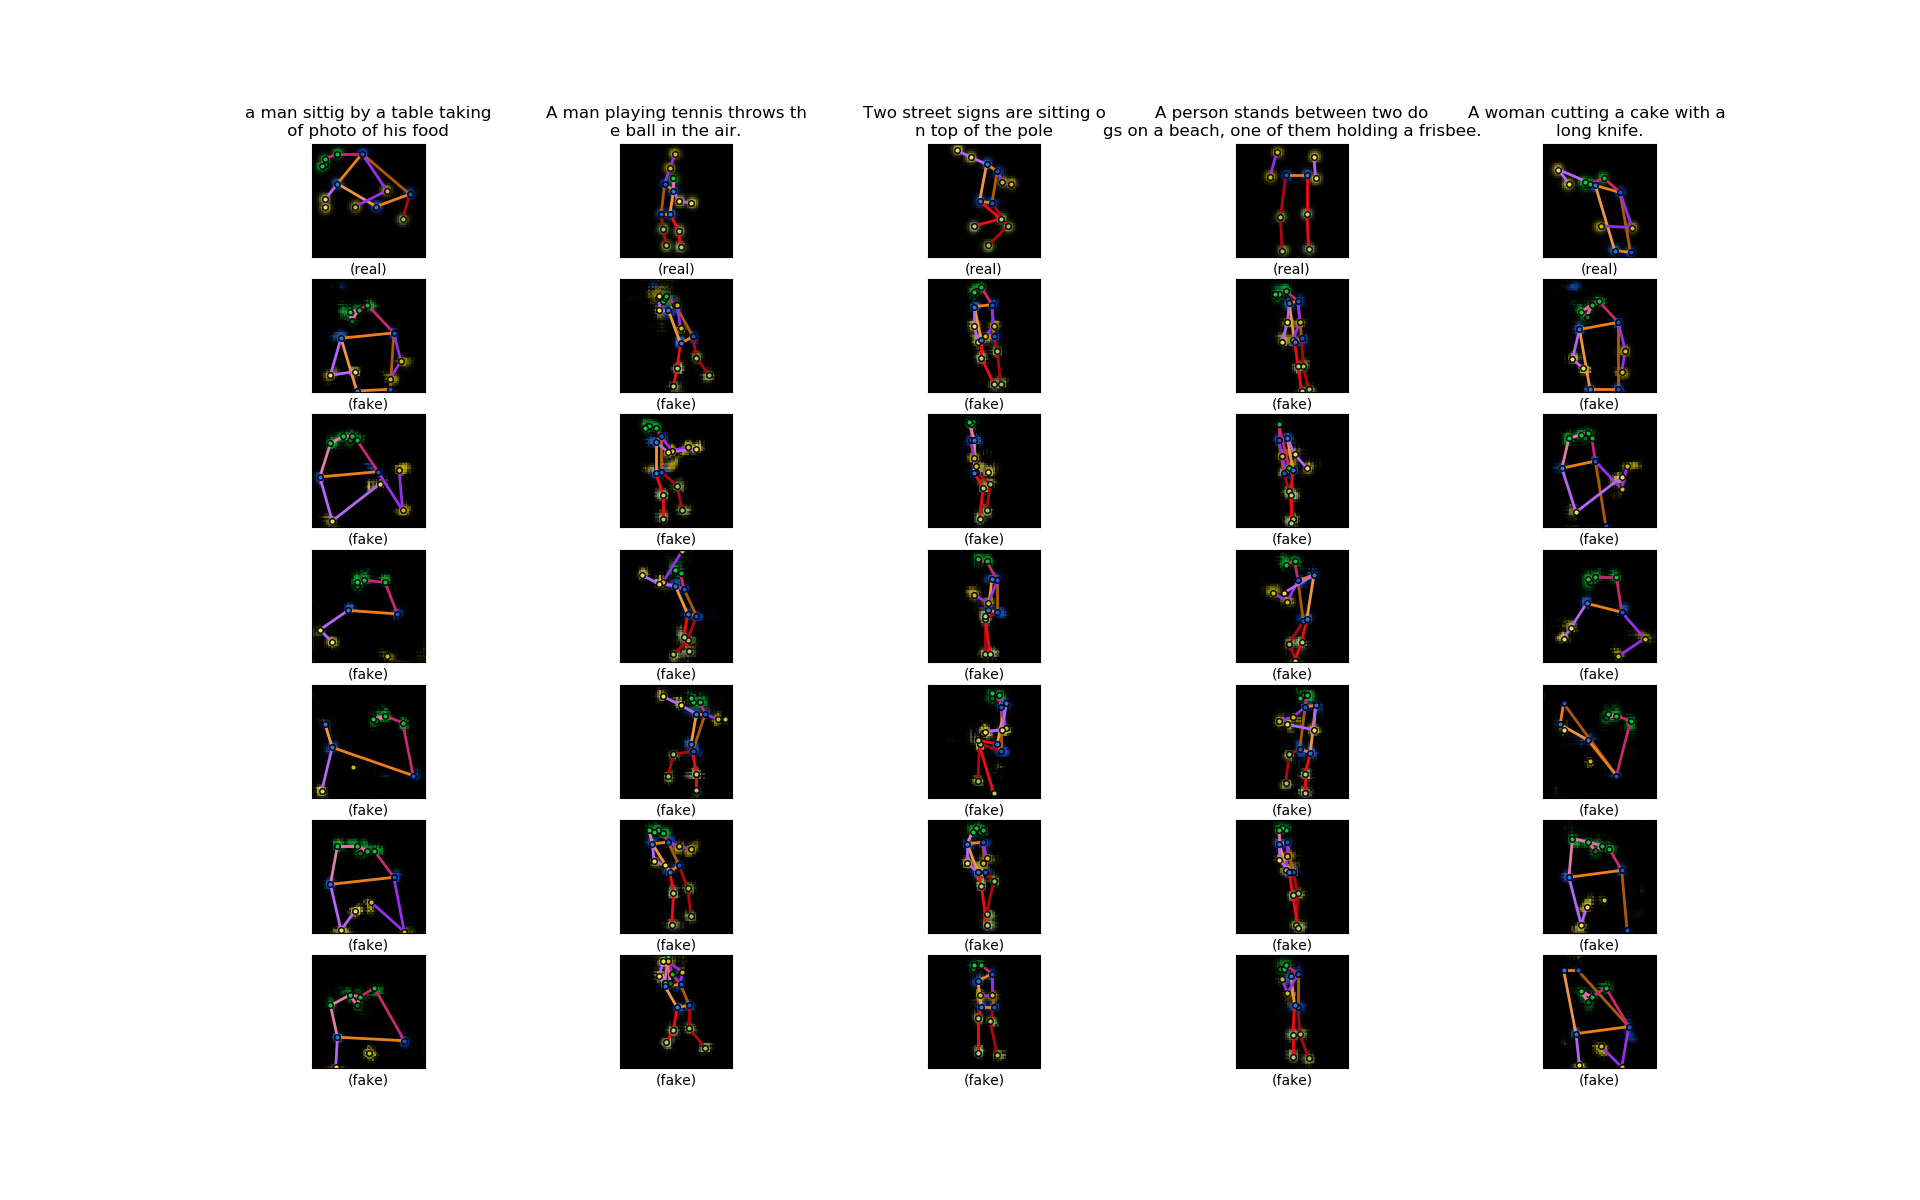 a man sittig by a table taking
of photo of his food
A man playing tennis throws th
e ball in the air.
Two street signs are sitting o
n top of the pole
A person stands between two do
gs on a beach, one of them holding a frisbee.
A woman cutting a cake with a
long knife.
(real) (real) (real) (real) (real)
(fake) (fake) (fake) (fake) (fake)
(fake) (fake) (fake) (fake) (fake)
(fake) (fake) (fake) (fake) (fake)
(fake) (fake) (fake) (fake) (fake)
(fake) (fake) (fake) (fake) (fake)
(fake) (fake) (fake) (fake) (fake)